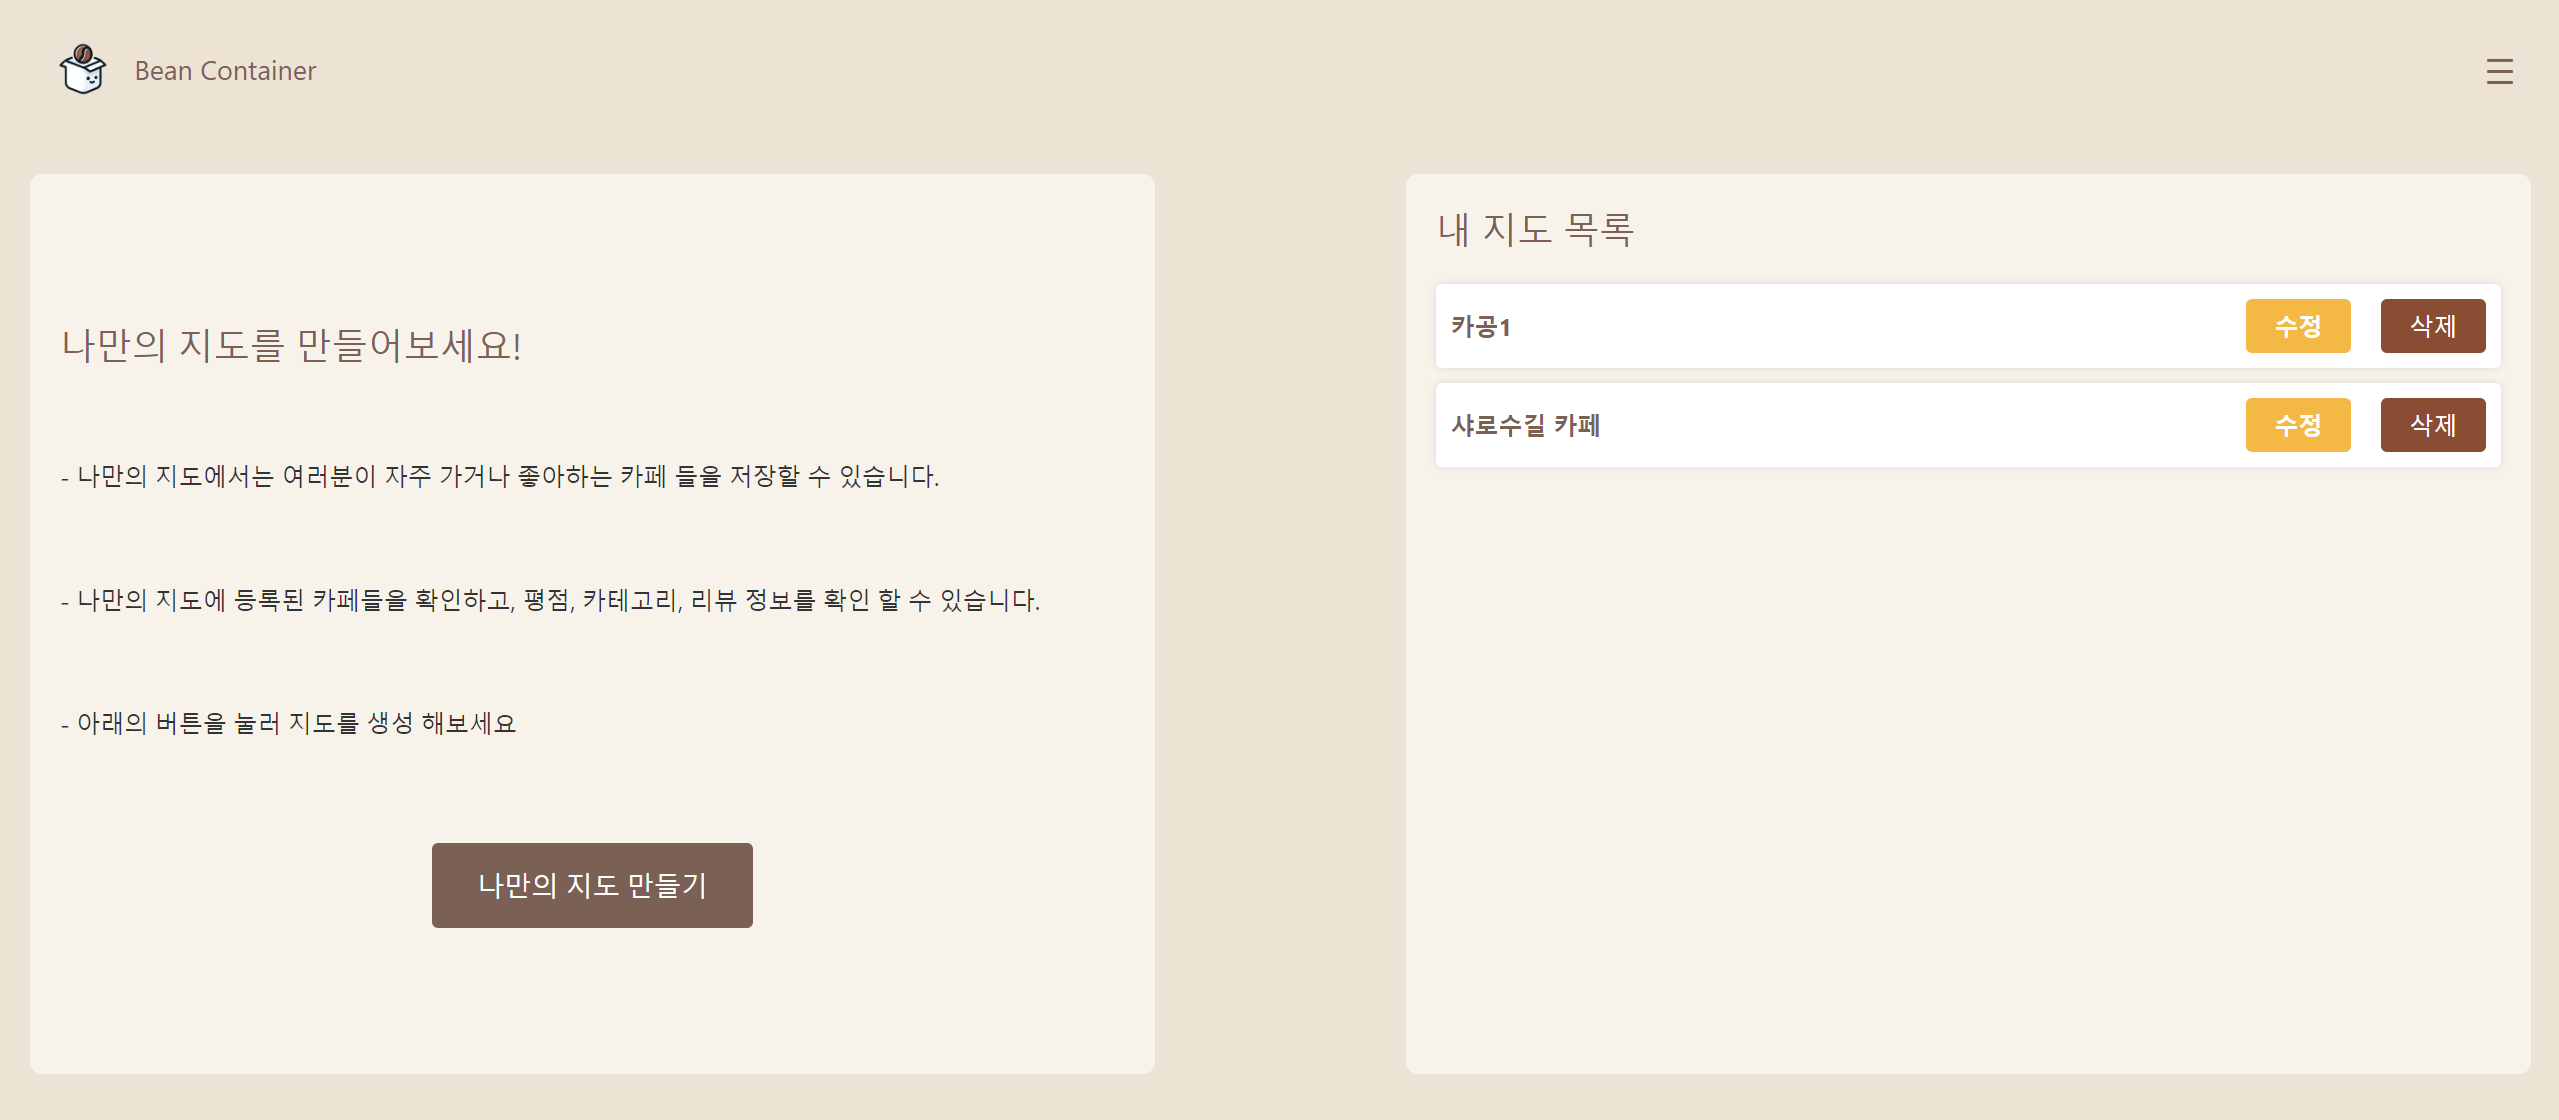 Bean Container
나만의 지도를 만들어보세요!
- 나만의 지도에서는 여러분이 자주 가거나 좋아하는 카페 들을 저장할 수 있습니다.
- 나만의 지도에 등록된 카페들을 확인하고, 평점, 카테고리, 리뷰 정보를 확인 할 수 있습니다.
- 아래의 버튼을 눌러 지도를 생성 해보세요
나만의 지도 만들기
내 지도 목록
카공1 수정 삭제
샤로수길 카페 수정 삭제